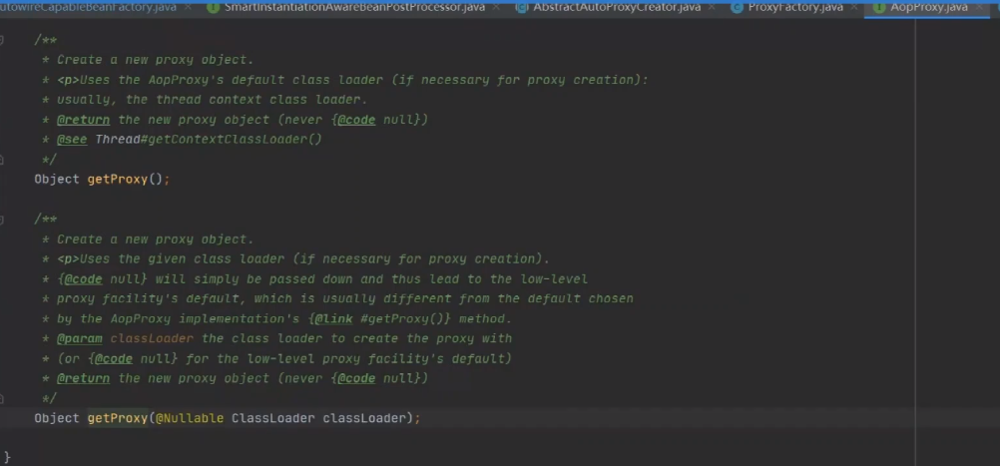 utowireCapableBeanFactory.java × SmartInstantiationAwareBeanPostProcessor.java × AbstractAutoProxyCreator.java × ProxyFactory.java × AopProxy.java ×
/**
 * Create a new proxy object.
 * <p>Uses the AopProxy's default class loader (if necessary for proxy creation):
 * usually, the thread context class loader.
 * @return the new proxy object (never {@code null})
 * @see Thread#getContextClassLoader()
 */
Object getProxy();
/**
 * Create a new proxy object.
 * <p>Uses the given class loader (if necessary for proxy creation).
 * {@code null} will simply be passed down and thus lead to the low-level
 * proxy facility's default, which is usually different from the default chosen
 * by the AopProxy implementation's {@link #getProxy()} method.
 * @param classLoader the class loader to create the proxy with
 * (or {@code null} for the low-level proxy facility's default)
 * @return the new proxy object (never {@code null})
 */
Object getProxy(@Nullable ClassLoader classLoader);
}